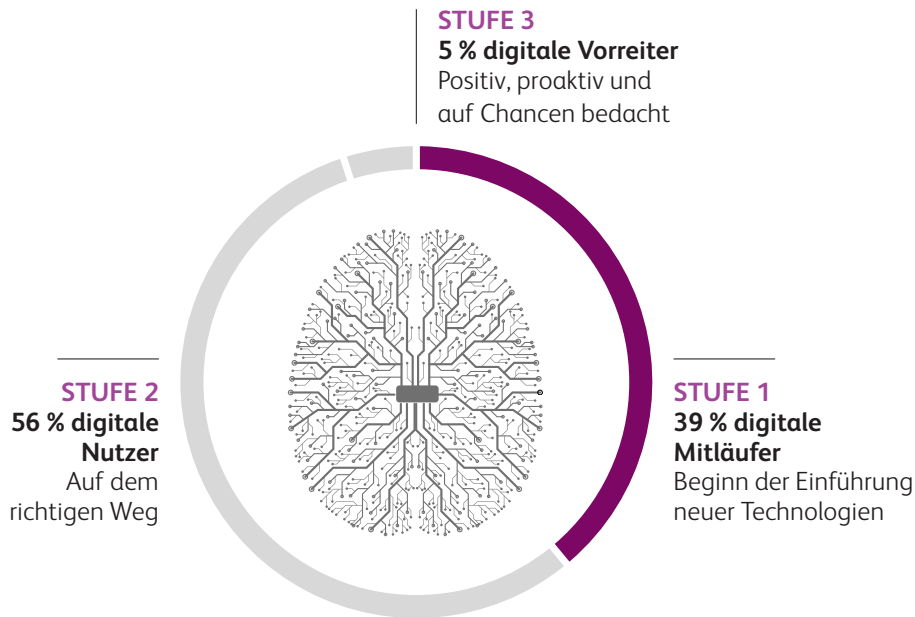 STUFE 3
5 % digitale Vorreiter
Positiv, proaktiv und
auf Chancen bedacht
STUFE 2
56 % digitale
Nutzer
Auf dem
richtigen Weg
STUFE 1
39 % digitale
Mitläufer
Beginn der Einführung
neuer Technologien